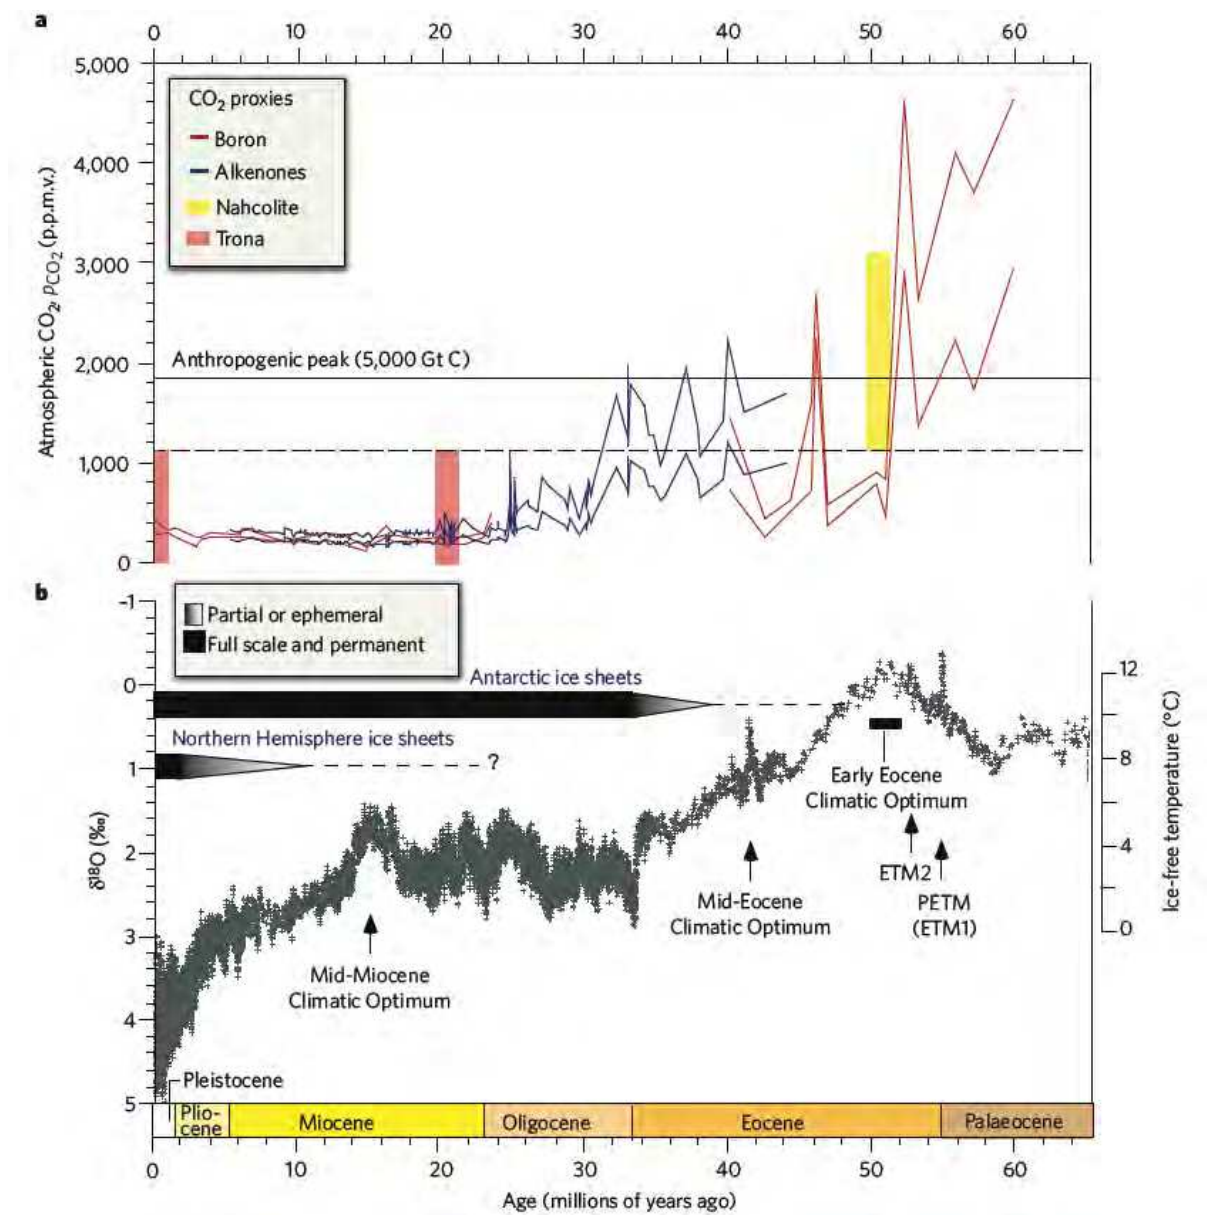 a
0 10 20 30 40 50 60
5,000
4,000
3,000
2,000
1,000
0
Atmospheric CO2, PCO2 (p.p.m.v.)
CO2 proxies
Boron
Alkenones
Nahcolite
Trona
Anthropogenic peak (5,000 Gt C)
b
-1
0
1
2
3
4
5
δ18O (‰)
Partial or ephemeral
Full scale and permanent
Antarctic ice sheets
Northern Hemisphere ice sheets
?
12
8
4
0
Ice-free temperature (°C)
Early Eocene
Climatic Optimum
ETM2
PETM
(ETM1)
Mid-Eocene
Climatic Optimum
Mid-Miocene
Climatic Optimum
Pleistocene
Plio-
cene
Miocene
Oligocene
Eocene
Palaeocene
0 10 20 30 40 50 60
Age (millions of years ago)